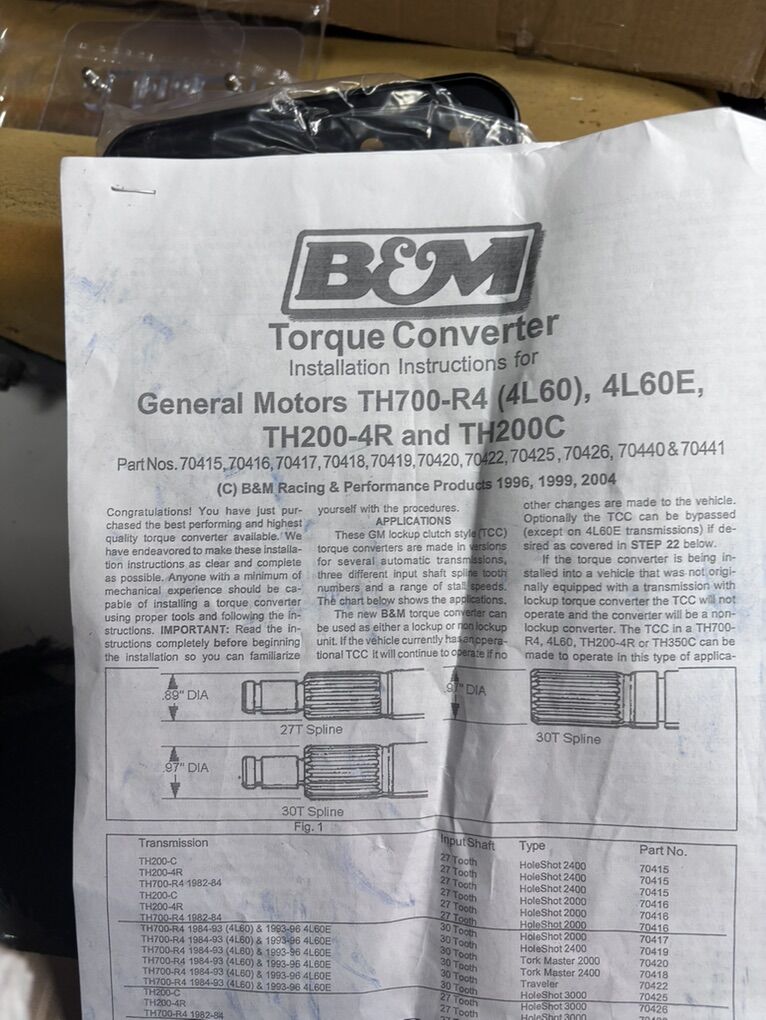 B&M
Torque Converter
Installation Instructions for
General Motors TH700-R4 (4L60), 4L60E,
TH200-4R and TH200C
Part Nos. 70415, 70416, 70417, 70418, 70419, 70420, 70422, 70425, 70426, 70440 & 70441
(C) B&M Racing & Performance Products 1996, 1999, 2004
Congratulations! You have just pur-
chased the best performing and highest
quality torque converter available. We
have endeavored to make these installa-
tion instructions as clear and complete
as possible. Anyone with a minimum of
mechanical experience should be ca-
pable of installing a torque converter
using proper tools and following the in-
structions. IMPORTANT: Read the in-
structions completely before beginning
the installation so you can familiarize
yourself with the procedures.
APPLICATIONS
These GM lockup clutch style (TCC)
torque converters are made in versions
for several automatic transmissions,
three different input shaft spline tooth
numbers and a range of stall speeds.
The chart below shows the applications.
The new B&M torque converter can
be used as either a lockup or non lockup
unit. If the vehicle currently has an opera-
tional TCC it will continue to operate if no
other changes are made to the vehicle.
Optionally the TCC can be bypassed
(except on 4L60E transmissions) if de-
sired as covered in STEP 22 below.
If the torque converter is being in-
stalled into a vehicle that was not origi-
nally equipped with a transmission with
lockup torque converter the TCC will not
operate and the converter will be a non-
lockup converter. The TCC in a TH700-
R4, 4L60, TH200-4R or TH350C can be
made to operate in this type of applica-
.89" DIA
27T Spline
.97" DIA
30T Spline
.97" DIA
30T Spline
Fig. 1
Transmission Input Shaft Type Part No.
TH200-C 27 Tooth HoleShot 2400 70415
TH200-4R 27 Tooth HoleShot 2400 70415
TH700-R4 1982-84 27 Tooth HoleShot 2400 70415
TH200-C 27 Tooth HoleShot 2000 70416
TH200-4R 27 Tooth HoleShot 2000 70416
TH700-R4 1982-84 27 Tooth HoleShot 2000 70416
TH700-R4 1984-93 (4L60) & 1993-96 4L60E 30 Tooth HoleShot 2000 70417
TH700-R4 1984-93 (4L60) & 1993-96 4L60E 30 Tooth HoleShot 2400 70419
TH700-R4 1984-93 (4L60) & 1993-96 4L60E 30 Tooth Tork Master 2000 70420
TH700-R4 1984-93 (4L60) & 1993-96 4L60E 30 Tooth Tork Master 2400 70418
TH700-R4 1984-93 (4L60) & 1993-96 4L60E 30 Tooth Traveler 70422
TH200-C 27 Tooth HoleShot 3000 70425
TH200-4R 27 Tooth HoleShot 3000 70426
TH700-R4 1982-84 HoleShot 3000